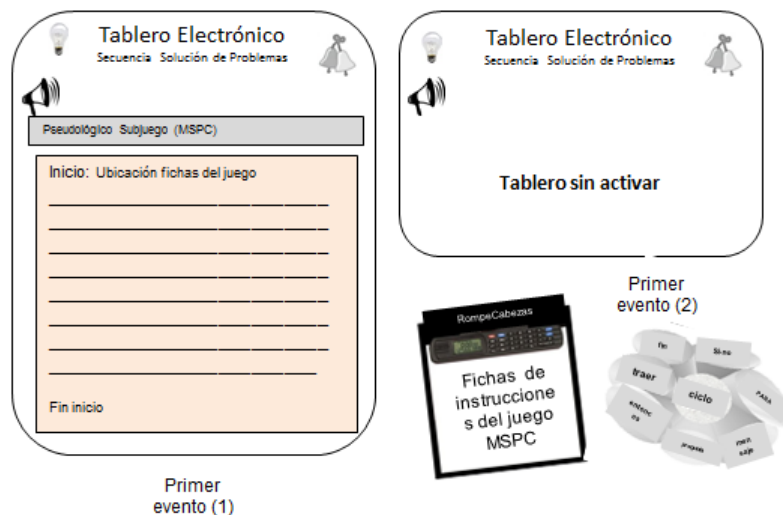 Tablero Electrónico
Secuencia Solución de Problemas
Pseudológico Subjuego (MSPC)
Inicio: Ubicación fichas del juego
Fin inicio
Primer
evento (1)
Tablero Electrónico
Secuencia Solución de Problemas
Tablero sin activar
Primer
evento (2)
RompeCabezas
Fichas de
instruccione
s del juego
MSPC
fin
Si-no
traer
ciclo
PARA
entonc
es
men
saje